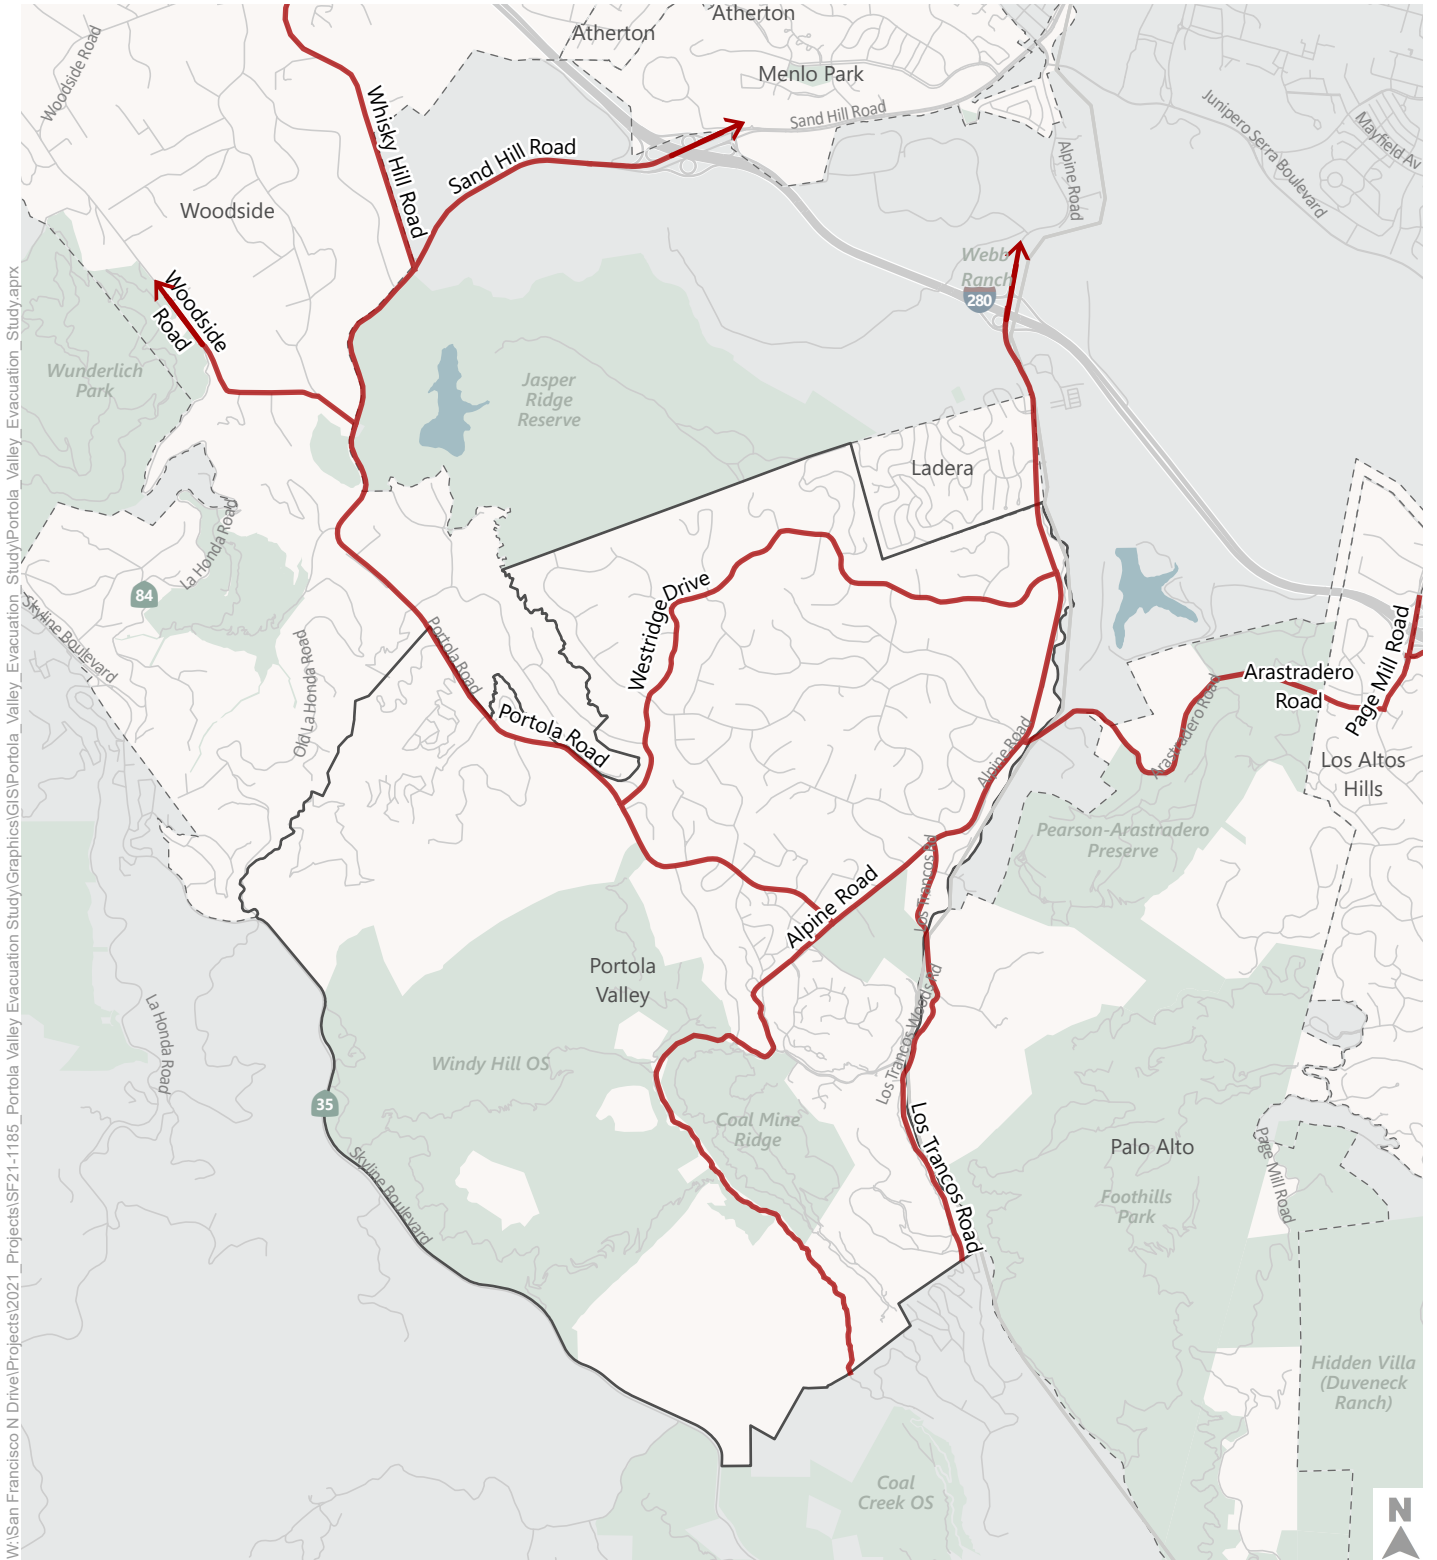 Atherton
Atherton
Menlo Park
Woodside Road
Whisky Hill Road
Sand Hill Road
Sand Hill Road
Junipero Serra Boulevard
Mayfield Av
Alpine Road
Woodside
Webb
Ranch
280
Woodside
Road
Wunderlich
Park
Jasper
Ridge
Reserve
Ladera
La Honda Road
84
Skyline Boulevard
Old La Honda Road
Portola Road
Westridge Drive
Portola Road
Arastradero
Road
Page Mill Road
Arastradero Road
Alpine Road
Los Altos
Hills
Pearson-Arastradero
Preserve
Los Trancos Rd
Alpine Road
Portola
Valley
Los Trancos Woods Rd
La Honda Road
Windy Hill OS
35
Coal Mine
Ridge
Los Trancos Road
Palo Alto
Page Mill Road
Skyline Boulevard
Foothills
Park
Hidden Villa
(Duveneck
Ranch)
Coal
Creek OS
N
W:\San Francisco N Drive\Projects\2021_Projects\SF21-1185_Portola Valley Evacuation Study\Graphics\GIS\Portola_Valley_Evacuation_Study\Portola_Valley_Evacuation_Study.aprx